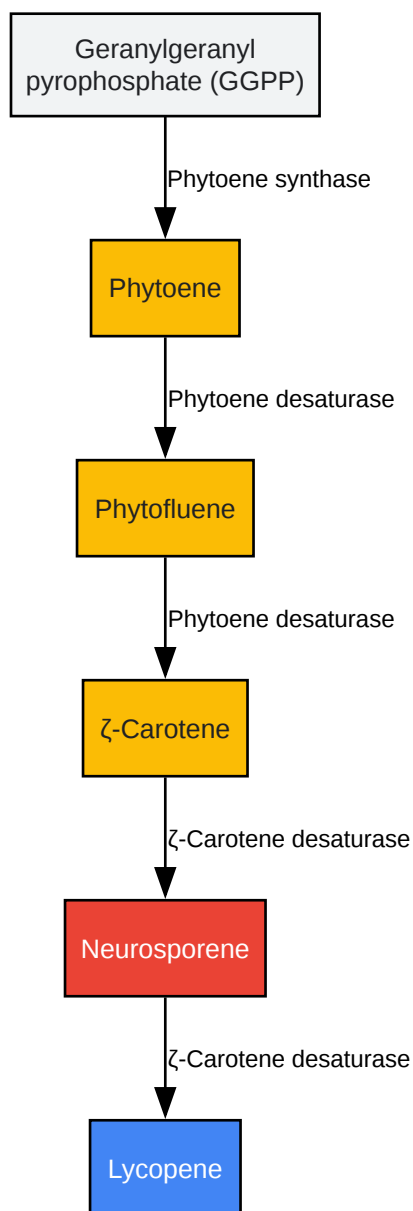 Geranylgeranyl
pyrophosphate (GGPP)
Phytoene synthase
Phytoene
Phytoene desaturase
Phytofluene
Phytoene desaturase
ζ-Carotene
ζ-Carotene desaturase
Neurosporene
ζ-Carotene desaturase
Lycopene